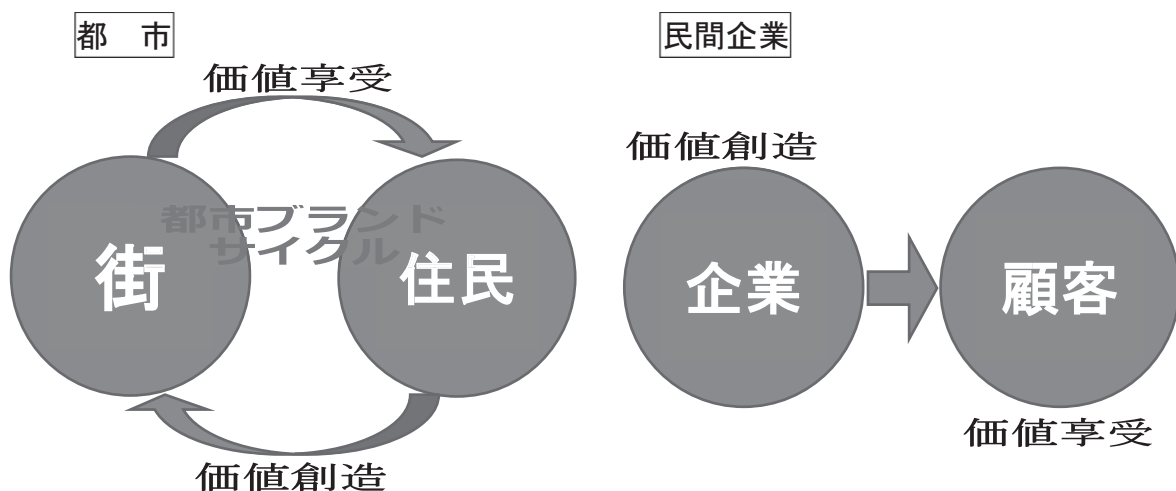 都　市
価値享受
都市ブランド
サイクル
街
住民
価値創造
民間企業
価値創造
企業
顧客
価値享受